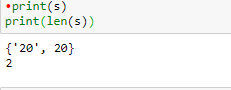 •print(s)
print(len(s))
{'20', 20}
2